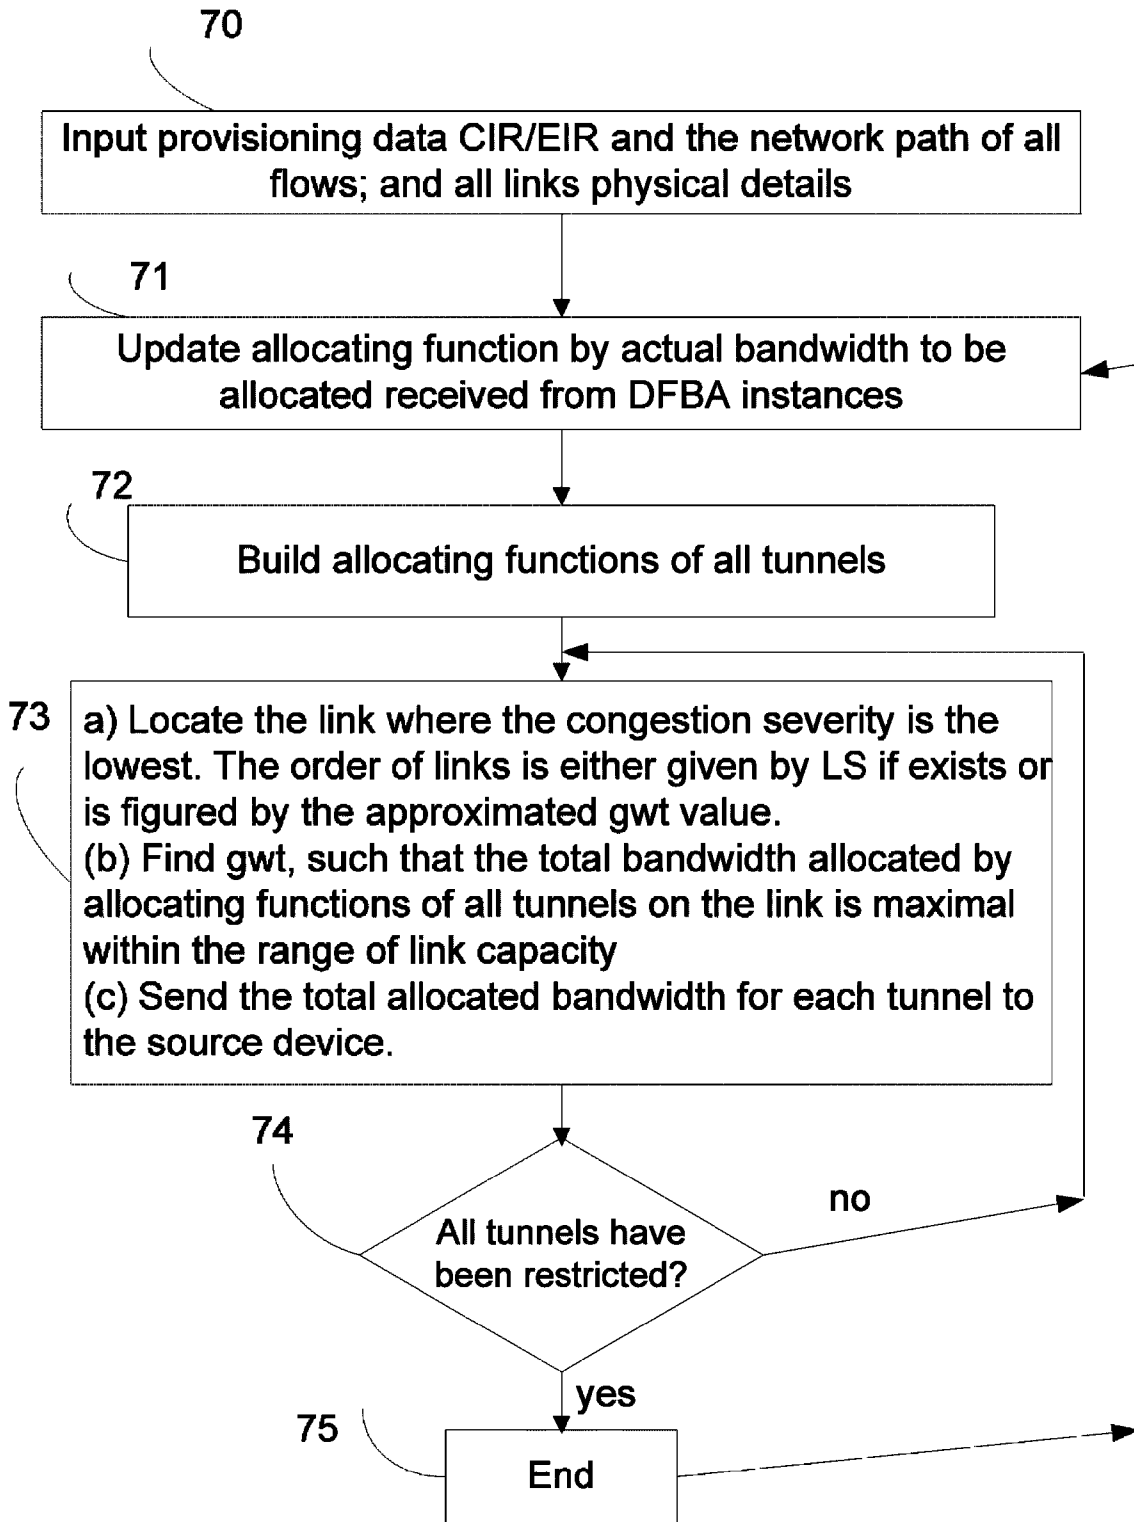 70
Input provisioning data CIR/EIR and the network path of all
flows; and all links physical details
71
Update allocating function by actual bandwidth to be
allocated received from DFBA instances
72
Build allocating functions of all tunnels
73
a) Locate the link where the congestion severity is the
lowest. The order of links is either given by LS if exists or
is figured by the approximated gwt value.
(b) Find gwt, such that the total bandwidth allocated by
allocating functions of all tunnels on the link is maximal
within the range of link capacity
(c) Send the total allocated bandwidth for each tunnel to
the source device.
74
All tunnels have
been restricted?
no
yes
75
End